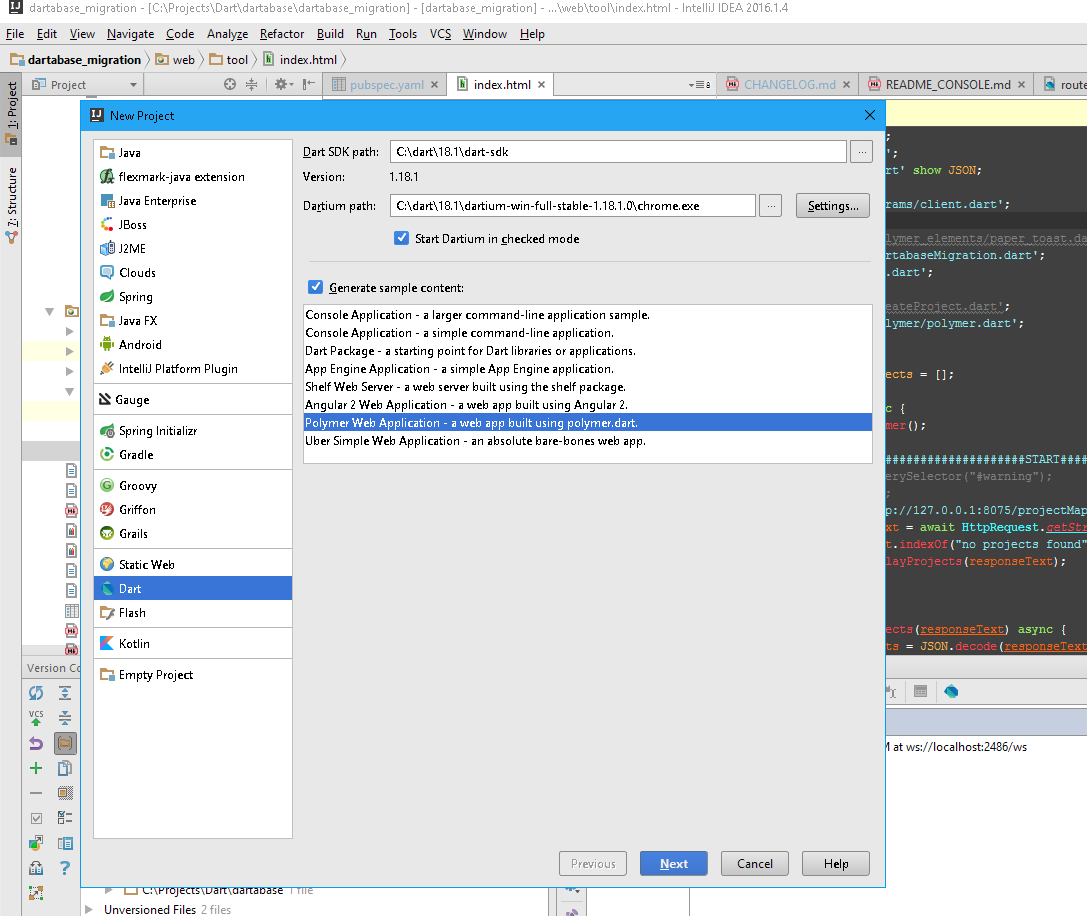 dartabase_migration - [C:\Projects\Dart\dartabase\dartabase_migration] - [dartabase_migration] - ...\web\tool\index.html - IntelliJ IDEA 2016.1.4
File Edit View Navigate Code Analyze Refactor Build Run Tools VCS Window Help
dartabase_migration web tool index.html
Project pubspec.yaml index.html CHANGELOG.md README_CONSOLE.md route
1: Project
7: Structure
New Project
Java
flexmark-java extension
Java Enterprise
JBoss
J2ME
Clouds
Spring
Java FX
Android
IntelliJ Platform Plugin
Gauge
Spring Initializr
Gradle
Groovy
Griffon
Grails
Static Web
Dart
Flash
Kotlin
Empty Project
Dart SDK path: C:\dart\18.1\dart-sdk ...
Version: 1.18.1
Dartium path: C:\dart\18.1\dartium-win-full-stable-1.18.1.0\chrome.exe ... Settings...
Start Dartium in checked mode
Generate sample content:
Console Application - a larger command-line application sample.
Console Application - a simple command-line application.
Dart Package - a starting point for Dart libraries or applications.
App Engine Application - a simple App Engine application.
Shelf Web Server - a web server built using the shelf package.
Angular 2 Web Application - a web app built using Angular 2.
Polymer Web Application - a web app built using polymer.dart.
Uber Simple Web Application - an absolute bare-bones web app.
Previous Next Cancel Help
;
';
rt' show JSON;
rams/client.dart';
lymer_elements/paper_toast.da
rtabaseMigration.dart';
.dart';
eateProject.dart';
lymer/polymer.dart';
ects = [];
c {
mer();
####################START####
erySelector("#warning");
;
p://127.0.0.1:8075/projectMap
xt = await HttpRequest.getStr
t.indexOf("no projects found"
layProjects(responseText);
ects(responseText) async {
ts = JSON.decode(responseText
Version Co
VCS
M at ws://localhost:2486/ws
C:\Projects\Dart\dartabase 1 file
Unversioned Files 2 files